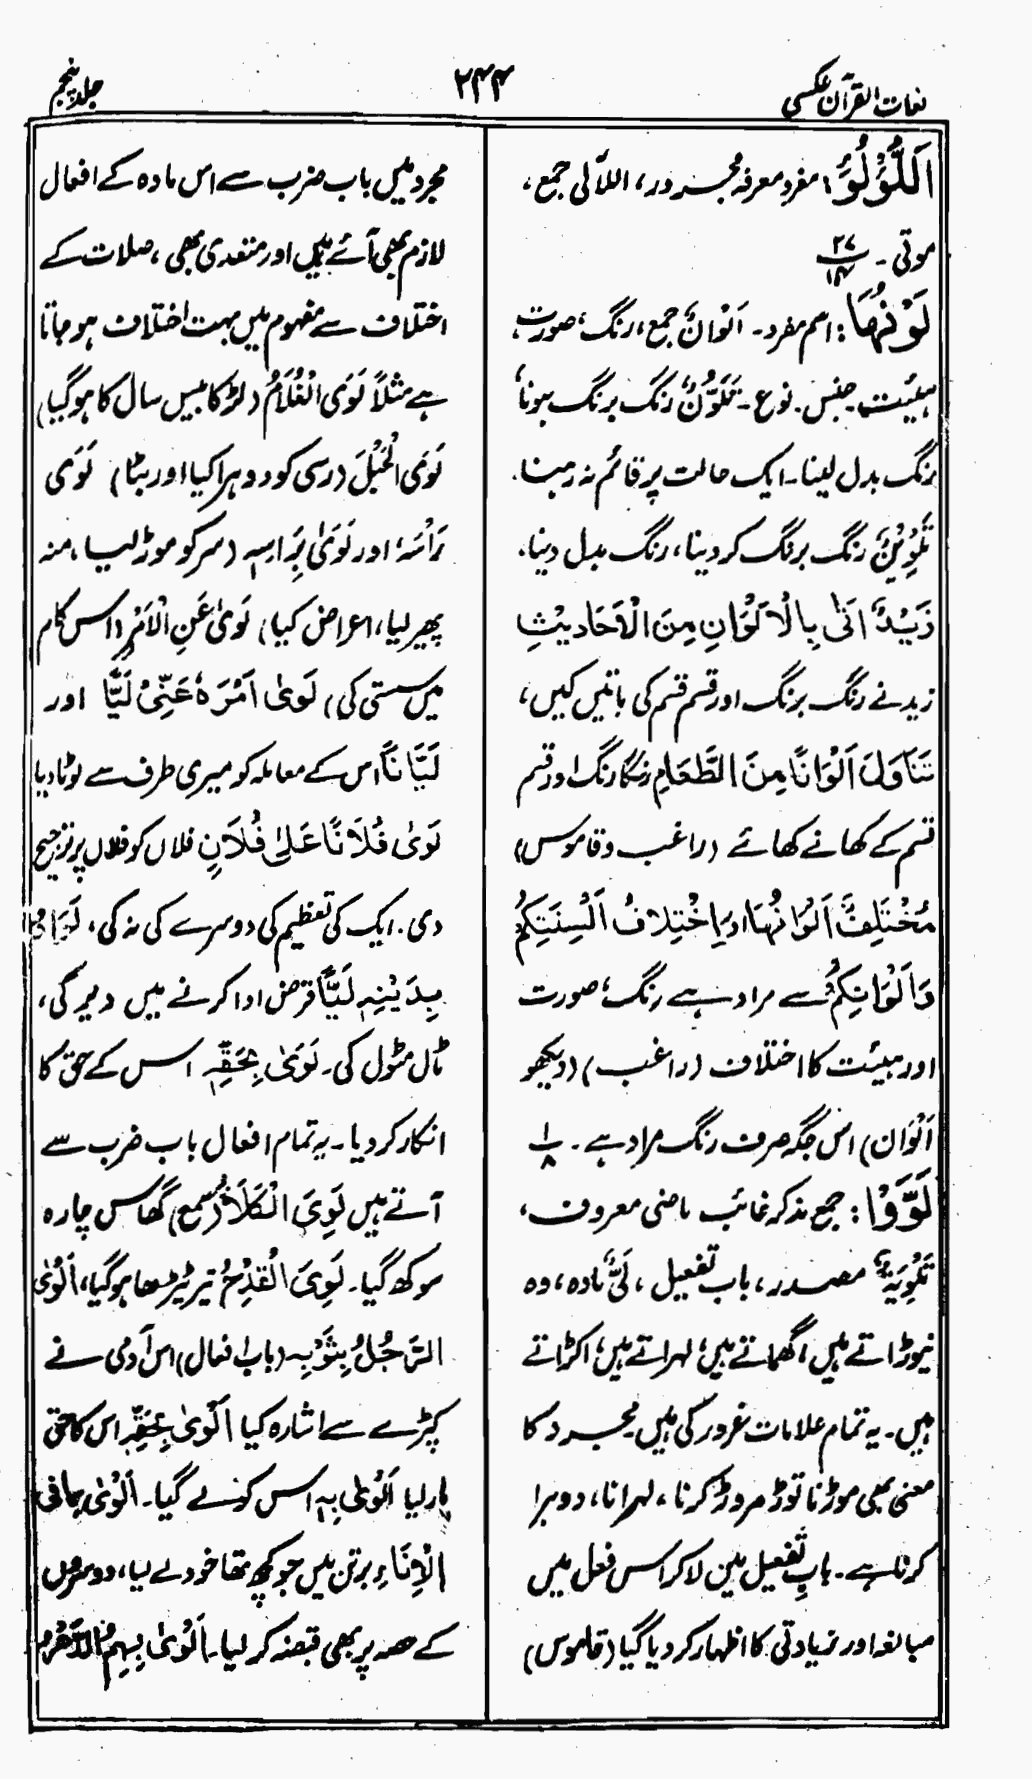 لغات القرآن عکسی
۲۴۴
جلد پنجم
اَللُّؤْلُؤُ: مفرد معرفہ مجرور، اللآلی جمع،
موتی۔ ۲۷/۱۴
لَوْنُهَا: اسم مفرد۔ اَلْوَانٌ جمع، رنگ، صورت،
ہیئت۔ جنس۔ نوع۔ تَلَوُّنٌ رنگ برنگ ہونا
رنگ بدل لینا۔ ایک حالت پر قائم نہ رہنا۔
تَلْوِیْنٌ رنگ برنگ کر دینا، رنگ بدل دینا۔
زَیْدٌ اَتٰی بِالْاَلْوَانِ مِنَ الْاَحَادِیْثِ
زید نے رنگ برنگ اور قسم قسم کی باتیں کیں،
تَنَاوَلَ اَلْوَانًا مِنَ الطَّعَامِ رنگا رنگ اور قسم
قسم کے کھانے کھائے (راغب و قاموس)
مُخْتَلِفٌ اَلْوَانُهَا اور اِخْتِلَافُ اَلْسِنَتِکُمْ
وَاَلْوَانِکُمْ سے مراد ہے رنگ، صورت
اور ہیئت کا اختلاف (راغب) (دیکھو
اَلْوَان) اس جگہ صرف رنگ مراد ہے۔ ۱/۸
لَوَّوْا: جمع مذکر غائب ماضی معروف،
تَلْوِیَۃٌ مصدر، باب تفعیل، لَیٌّ مادہ، وہ
نیوڑاتے ہیں، گھماتے ہیں؛ لہراتے ہیں؛ اکڑاتے
ہیں۔ یہ تمام علامات غرور کی ہیں۔ مجرد کا
معنی بھی موڑنا توڑ مروڑ کرنا، لہرانا، دوہرا
کرنا ہے۔ باب تفعیل میں لا کر اس فعل میں
مبالغہ اور زیادتی کا اظہار کر دیا گیا (قاموس)
مجرد میں باب ضرب سے اس مادہ کے افعال
لازم بھی آئے ہیں اور متعدی بھی، صلات کے
اختلاف سے مفہوم میں بہت اختلاف ہو جاتا
ہے مثلاً لَوَی الْغُلَامُ (لڑکا بیس سال کا ہو گیا)
لَوَی الْحَبْلَ (رسی کو دوہرا کیا اور بٹا) لَوَی
رَأْسَہٗ اور لَوٰی بِرَاْسِہٖ (سر کو موڑ لیا، منہ
پھیر لیا، اعراض کیا) لَوٰی عَنِ الْاَمْرِ (اس کام
میں سستی کی) لَوٰی اَمْرَہٗ عَنِّیْ لَیًّا اور
لَیَّانًا اس کے معاملہ کو میری طرف سے لوٹا دیا
لَوٰی فُلَانًا عَلٰی فُلَانٍ فلاں کو فلاں پر ترجیح
دی۔ ایک کی تعظیم کی دوسرے کی نہ کی،
بِدَیْنِہٖ لَیًّا قرض ادا کرنے میں دیر کی،
ٹال مٹول کی۔ لَوٰی بِحَقِّہٖ اس کے حق کا
انکار کر دیا۔ یہ تمام افعال باب ضرب سے
آتے ہیں لَوِیَ الْکَلَأُ (سمع) گھاس چارہ
سوکھ گیا۔ لَوِیَ الْقِدْحُ تیر ٹیڑھا ہو گیا، اَلْوَی
الرَّجُلُ بِثَوْبِہٖ (باب افعال) اس آدمی نے
کپڑے سے اشارہ کیا اَلْوٰی بِحَقِّہٖ اس کا حق
مار لیا اَلْوٰی بِہٖ اس کو لے گیا۔ اَلْوٰی بِمَا فِی
الْاِنَاءِ برتن میں جو کچھ تھا خود لے لیا، دوسروں
کے حصہ پر بھی قبضہ کر لیا۔ اَلْوٰی بِهِمُ الدَّهْرُ